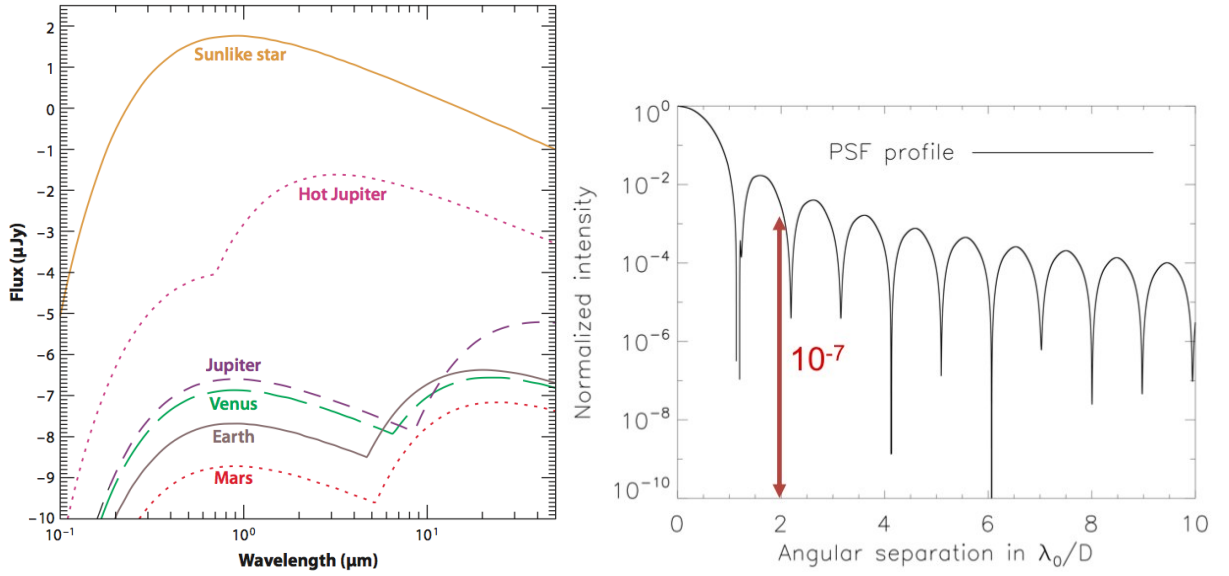 2
1
0
−1
−2
−3
−4
−5
−6
−7
−8
−9
−10
Flux (μJy)
Sunlike star
Hot Jupiter
Jupiter
Venus
Earth
Mars
10⁻¹ 10⁰ 10¹
Wavelength (μm)
10⁰
10⁻²
10⁻⁴
10⁻⁶
10⁻⁸
10⁻¹⁰
Normalized intensity
PSF profile
10⁻⁷
0 2 4 6 8 10
Angular separation in λ₀/D